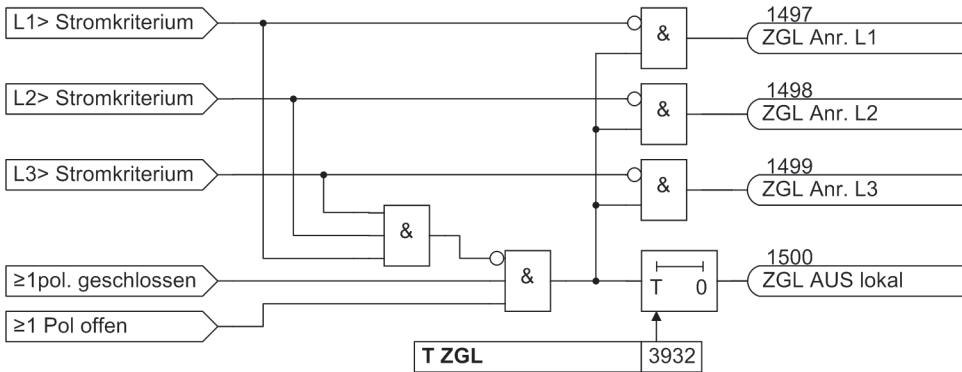 L1> Stromkriterium
&
1497
ZGL Anr. L1
L2> Stromkriterium
&
1498
ZGL Anr. L2
L3> Stromkriterium
&
1499
ZGL Anr. L3
&
≥1pol. geschlossen
&
T 0
1500
ZGL AUS lokal
≥1 Pol offen
T ZGL 3932